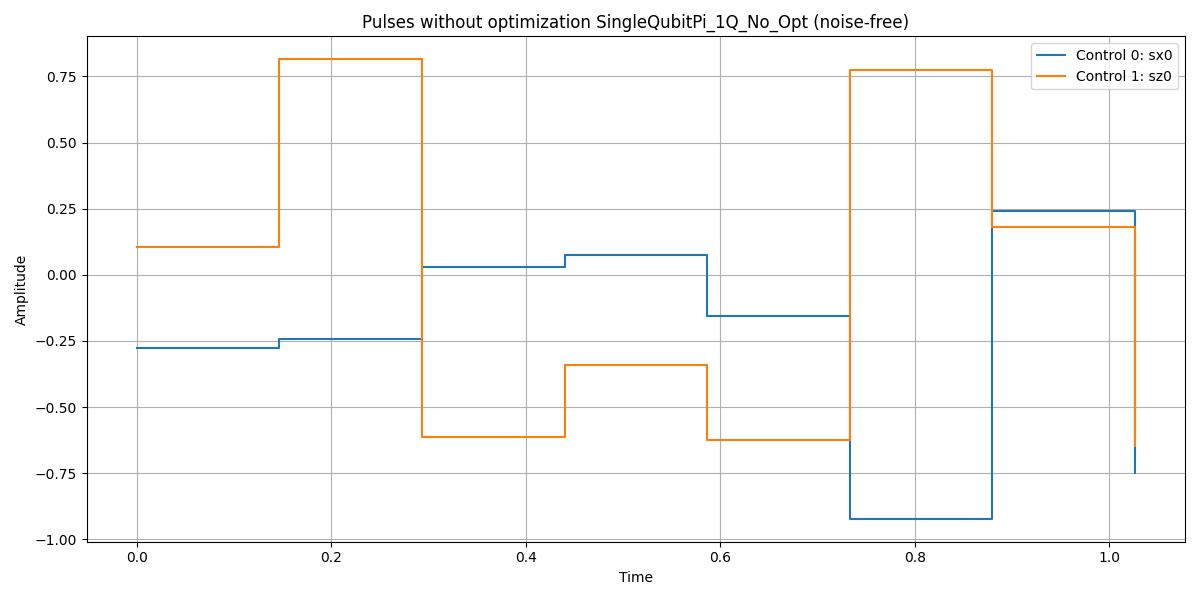 Pulses without optimization SingleQubitPi_1Q_No_Opt (noise-free)
Control 0: sx0
Control 1: sz0
Amplitude
0.75
0.50
0.25
0.00
−0.25
−0.50
−0.75
−1.00
0.0 0.2 0.4 0.6 0.8 1.0
Time